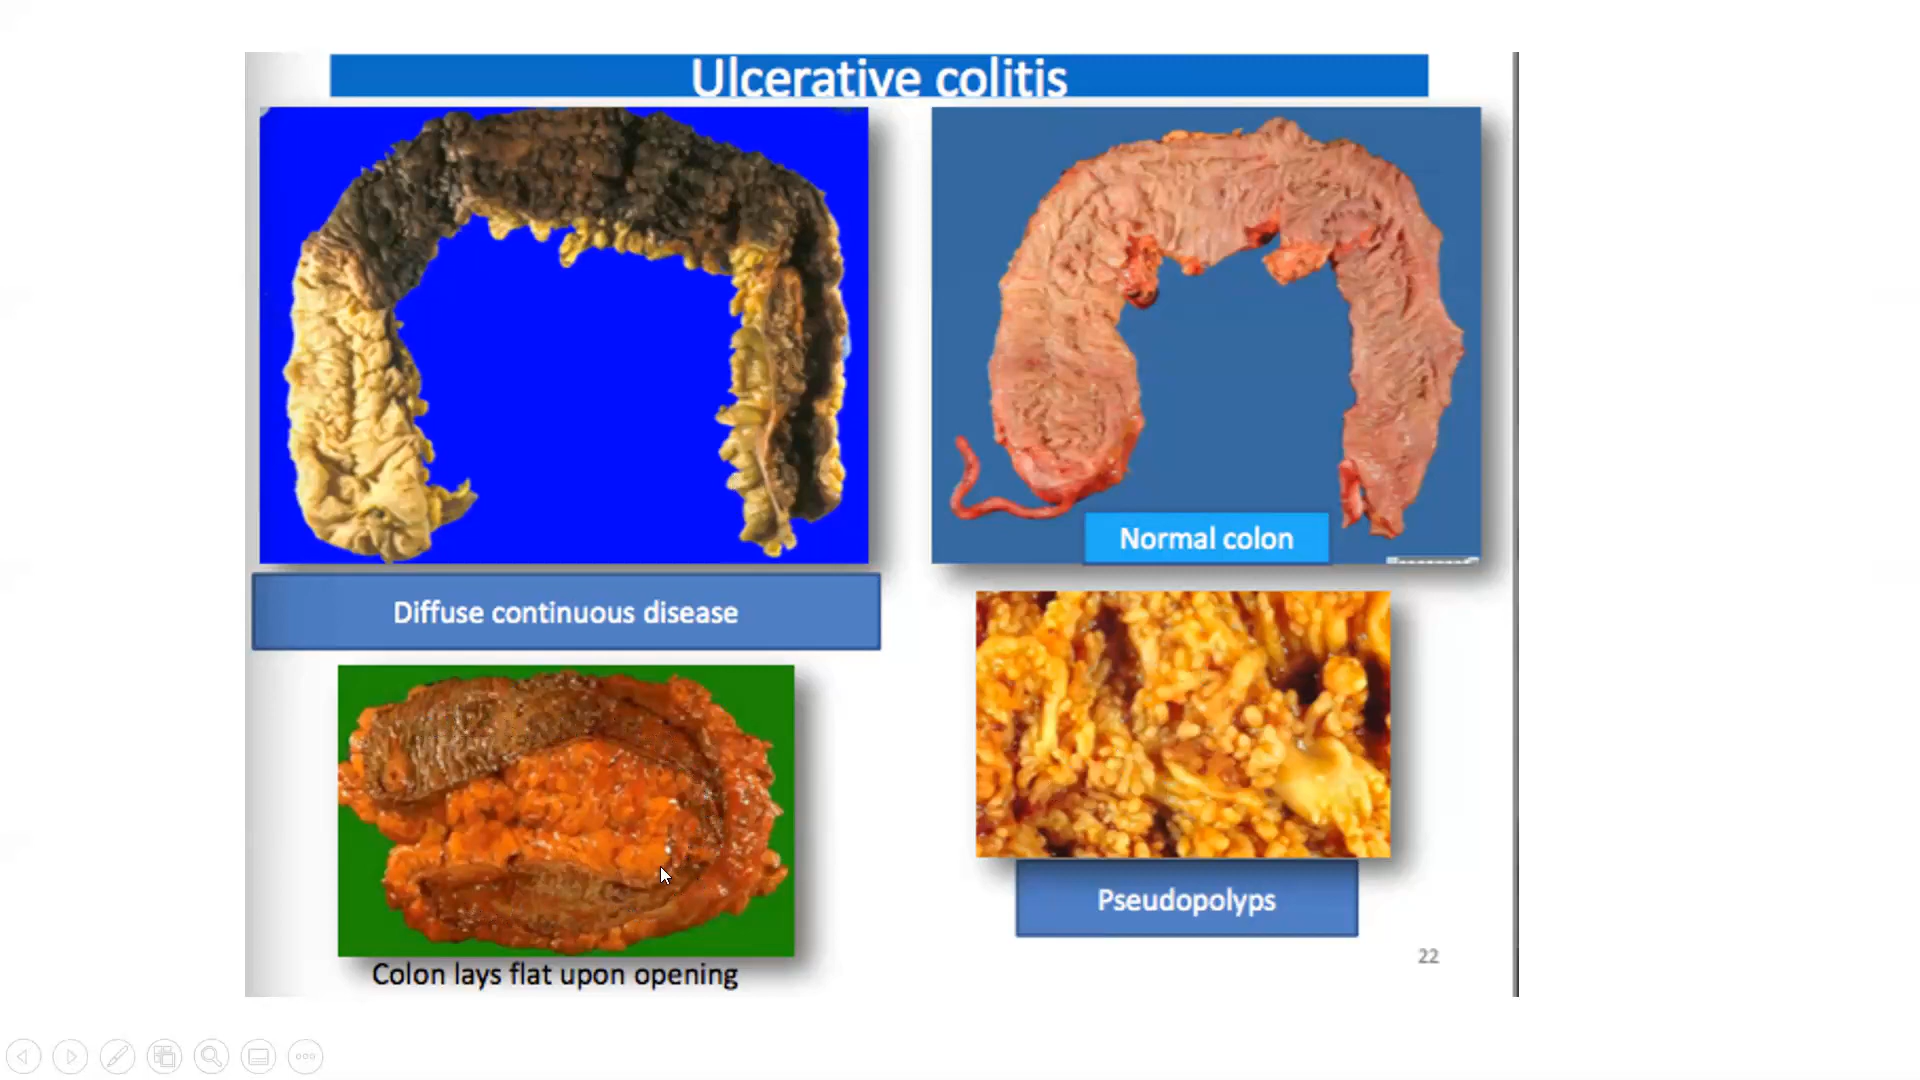 Ulcerative colitis
Normal colon
Diffuse continuous disease
Pseudopolyps
22
Colon lays flat upon opening